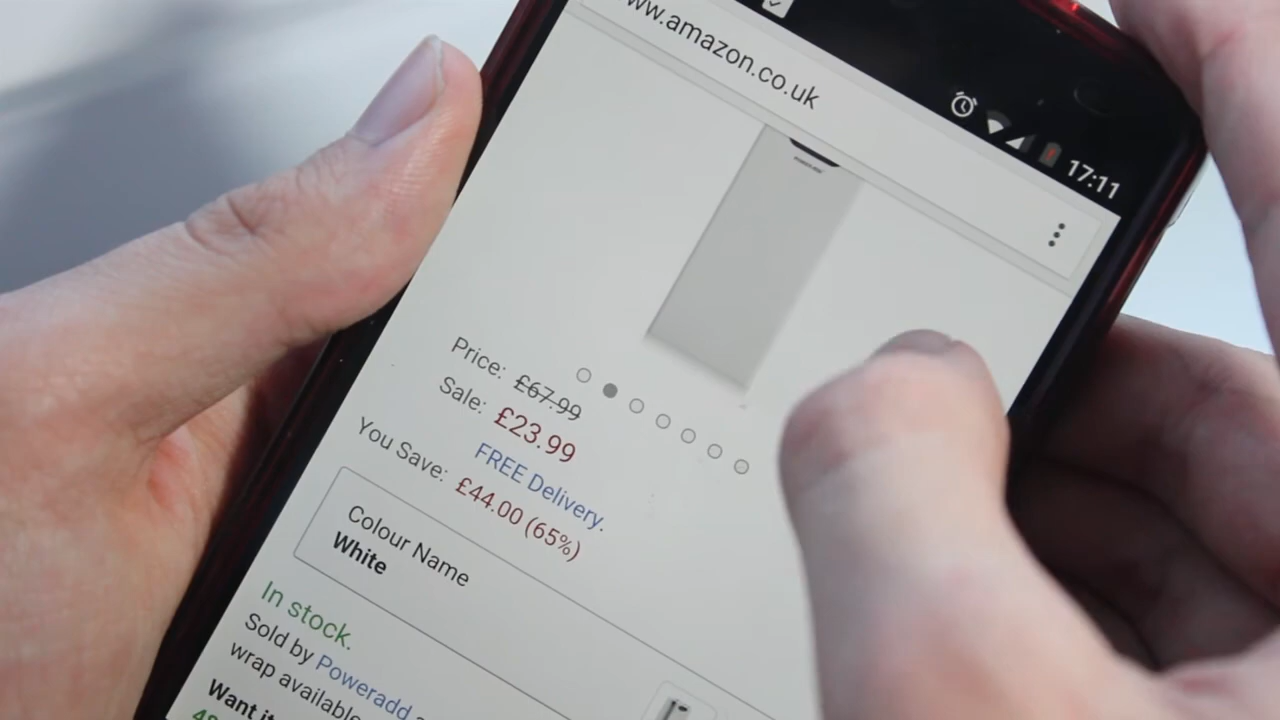 ww.amazon.co.uk
17:11
Price: £67.99
Sale: £23.99
FREE Delivery.
You Save: £44.00 (65%)
Colour Name
White
In stock.
Sold by Poweradd
wrap available
Want it